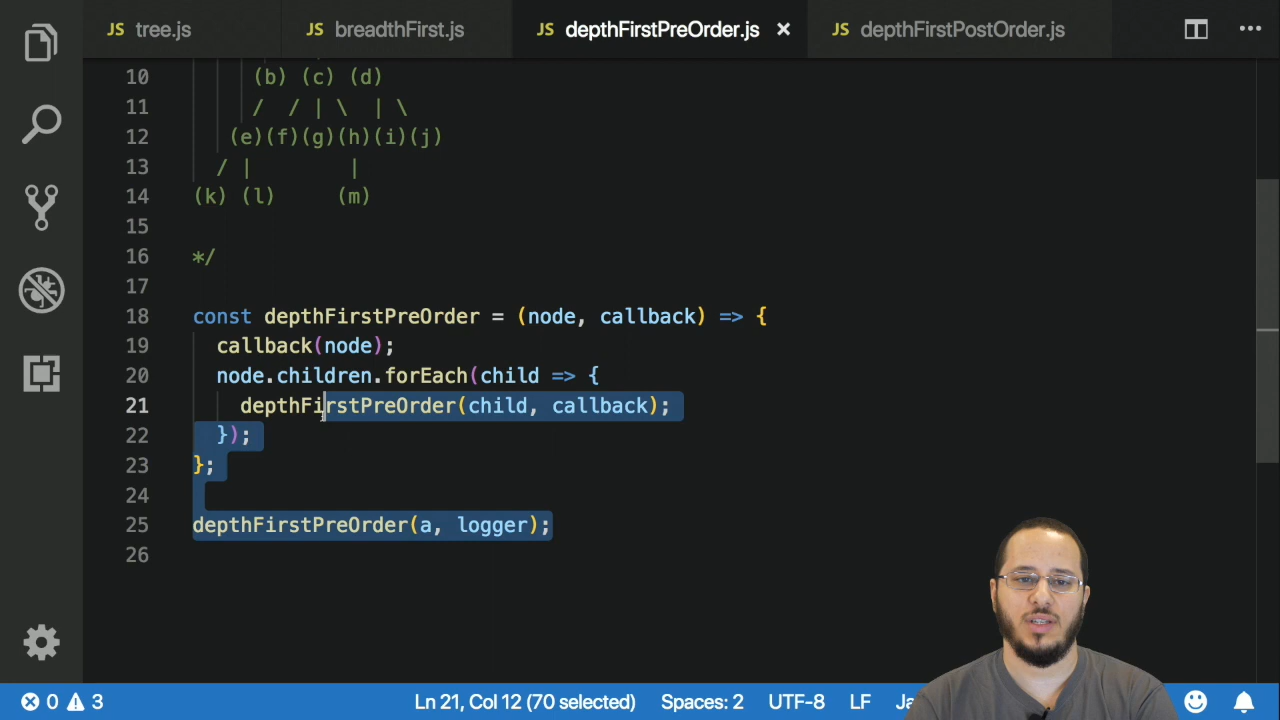 JS tree.js JS breadthFirst.js JS depthFirstPreOrder.js × JS depthFirstPostOrder.js ...
10 (b) (c) (d)
11 / / | \ | \
12 (e)(f)(g)(h)(i)(j)
13 / | |
14 (k) (l) (m)
15
16 */
17
18 const depthFirstPreOrder = (node, callback) => {
19 callback(node);
20 node.children.forEach(child => {
21 depthFirstPreOrder(child, callback);
22 });
23 };
24
25 depthFirstPreOrder(a, logger);
26
0 3 Ln 21, Col 12 (70 selected) Spaces: 2 UTF-8 LF